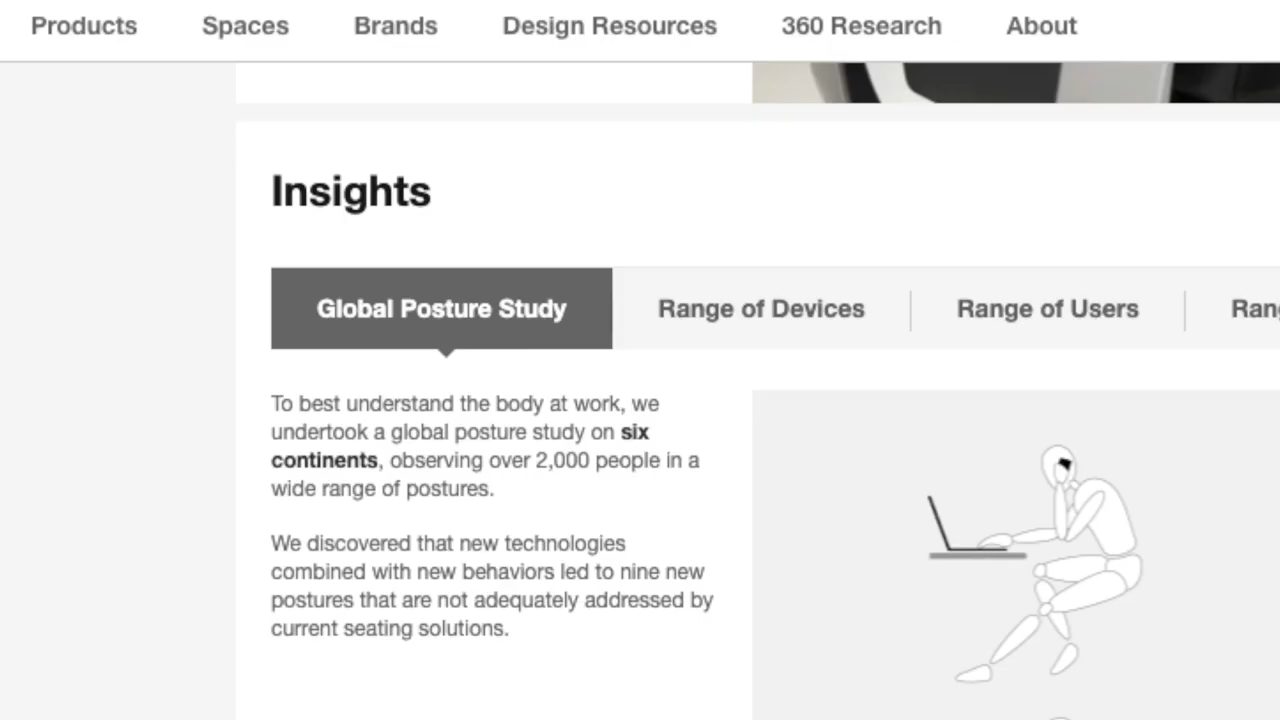 Products Spaces Brands Design Resources 360 Research About
Insights
Global Posture Study Range of Devices Range of Users
To best understand the body at work, we
undertook a global posture study on six
continents, observing over 2,000 people in a
wide range of postures.
We discovered that new technologies
combined with new behaviors led to nine new
postures that are not adequately addressed by
current seating solutions.